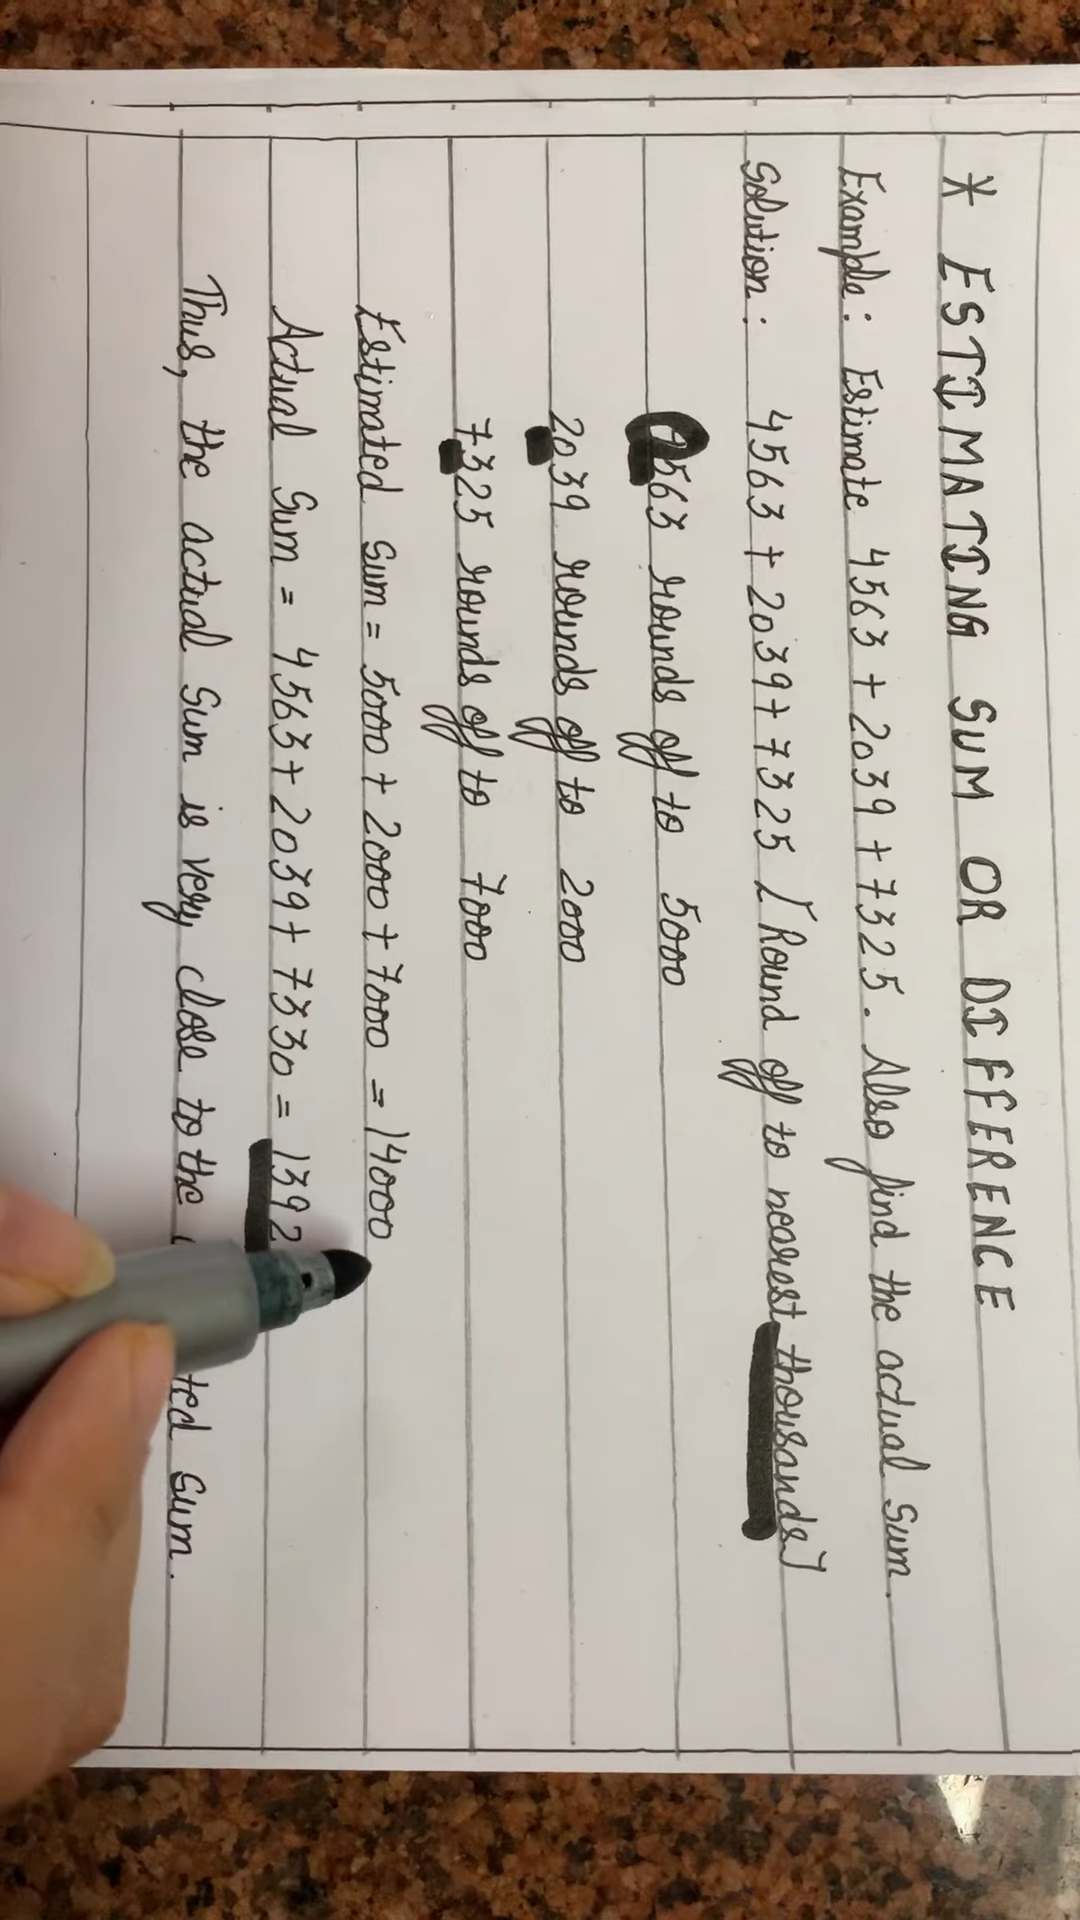 * ESTIMATING SUM OR DIFFERENCE
Example: Estimate 4563 + 2039 + 7325. Also find the actual sum.
Solution: 4563 + 2039 + 7325 [Round off to nearest thousands]
563 rounds off to 5000
2039 rounds off to 2000
7325 rounds off to 7000
Estimated sum = 5000 + 2000 + 7000 = 14000
Actual sum = 4563 + 2039 + 7330 = 1392
Thus, the actual sum is very close to the ted sum.